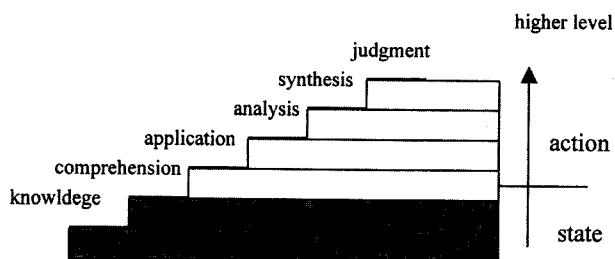 higher level
judgment
synthesis
analysis
application
action
comprehension
knowldege
state